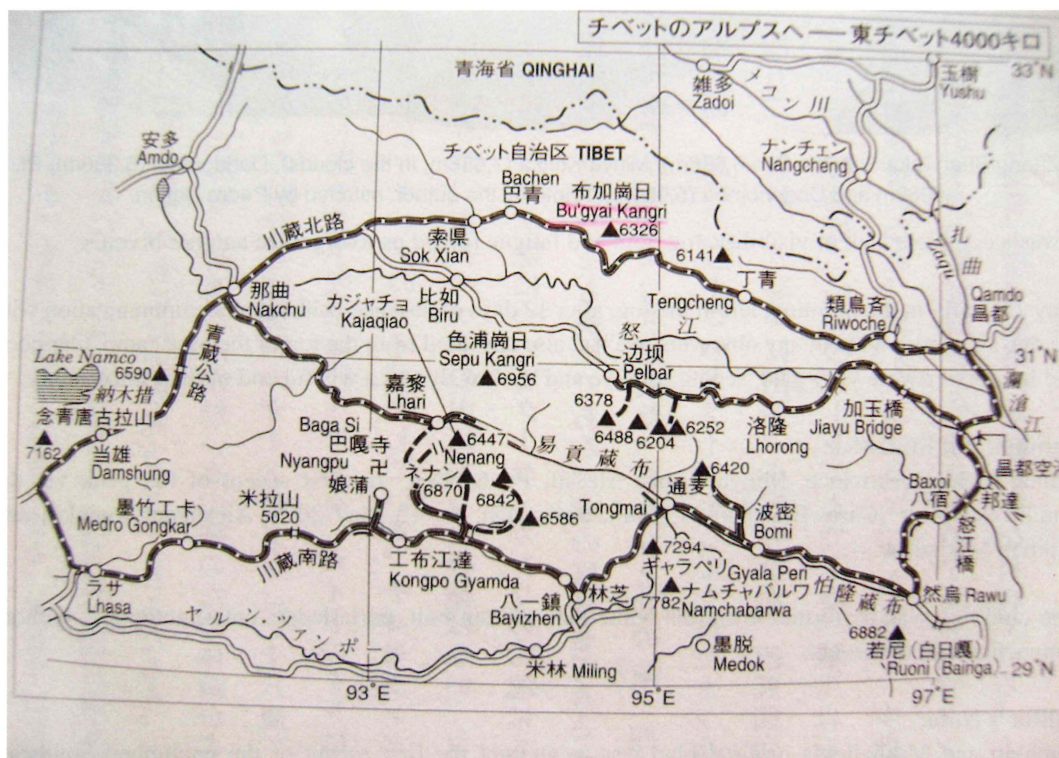 チベットのアルプスへ——東チベット4000キロ
33°N
青海省 QINGHAI
雑多
Zadoi
メコン川
玉樹
Yushu
安多
Amdo
チベット自治区 TIBET
ナンチェン
Nangcheng
Bachen
巴青
布加崗日
Bu'gyai Kangri
6326
川蔵北路
索県
Sok Xian
6141
丁青
Tengcheng
扎曲
Zaqu
那曲
Nakchu
カジャチョ
Kajaqiao
比如
Biru
怒江
類烏斉
Riwoche
Qamdo
昌都
31°N
青蔵公路
Lake Namco
納木措
6590
色浦崗日
Sepu Kangri
6956
边坝
Pelbar
瀾滄江
念青唐古拉山
7162
嘉黎
Lhari
6378
6488
6204
6252
洛隆
Lhorong
加玉橋
Jiayu Bridge
当雄
Damshung
Baga Si
巴嘎寺
卍
6447
Nenang
ネナン
易貢蔵布
6420
昌都空
Nyangpu
娘蒲
6870
6842
6586
通麦
Tongmai
波密
Bomi
Baxoi
八宿
邦達
墨竹工卡
Medro Gongkar
米拉山
5020
怒江橋
川蔵南路
工布江達
Kongpo Gyamda
7294
ギャラペリ
Gyala Peri
ラサ
Lhasa
八一鎮
Bayizhen
林芝
7782
ナムチャバルワ
Namchabarwa
伯隆蔵布
然烏 Rawu
ヤルツァンポー
米林 Miling
墨脱
Medok
6882
若尼(白日嘎)
Ruoni (Bairiga)
29°N
93°E
95°E
97°E